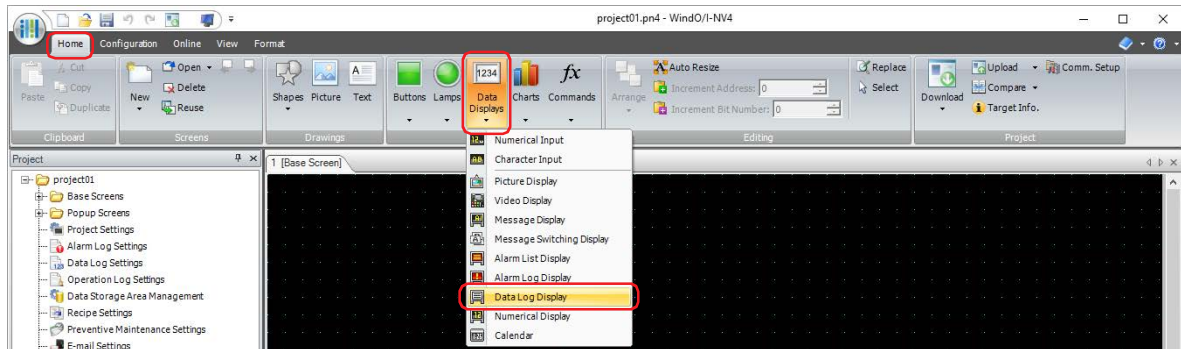 project01.pn4 - WindO/I-NV4
Home Configuration Online View Format
Paste
Cut
Copy
Duplicate
Clipboard
New
Open
Delete
Reuse
Screens
Shapes Picture Text
Drawings
Buttons Lamps
1234
Data Displays
Charts
fx
Commands
Arrange
Auto Resize
Increment Address: 0
Increment Bit Number: 0
Replace
Select
Editing
Download
Upload
Compare
Target Info.
Comm. Setup
Project
Project
project01
Base Screens
Popup Screens
Project Settings
Alarm Log Settings
Data Log Settings
Operation Log Settings
Data Storage Area Management
Recipe Settings
Preventive Maintenance Settings
E-mail Settings
1 [Base Screen]
Numerical Input
Character Input
Picture Display
Video Display
Message Display
Message Switching Display
Alarm List Display
Alarm Log Display
Data Log Display
Numerical Display
Calendar